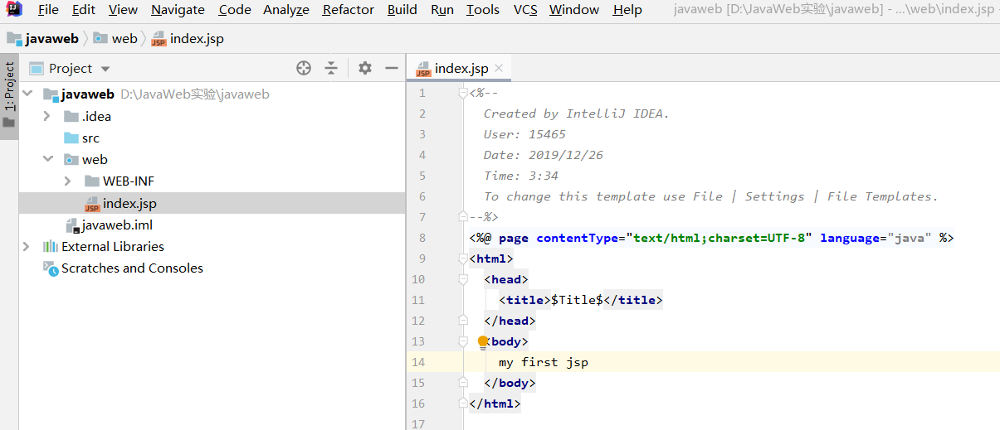 File Edit View Navigate Code Analyze Refactor Build Run Tools VCS Window Help javaweb [D:\JavaWeb实验\javaweb] - ...\web\index.jsp -
javaweb web index.jsp
1: Project
Project
javaweb D:\JavaWeb实验\javaweb
.idea
src
web
WEB-INF
index.jsp
javaweb.iml
External Libraries
Scratches and Consoles
index.jsp
1 <%--
2 Created by IntelliJ IDEA.
3 User: 15465
4 Date: 2019/12/26
5 Time: 3:34
6 To change this template use File | Settings | File Templates.
7 --%>
8 <%@ page contentType="text/html;charset=UTF-8" language="java" %>
9 <html>
10 <head>
11 <title>$Title$</title>
12 </head>
13 <body>
14 my first jsp
15 </body>
16 </html>
17